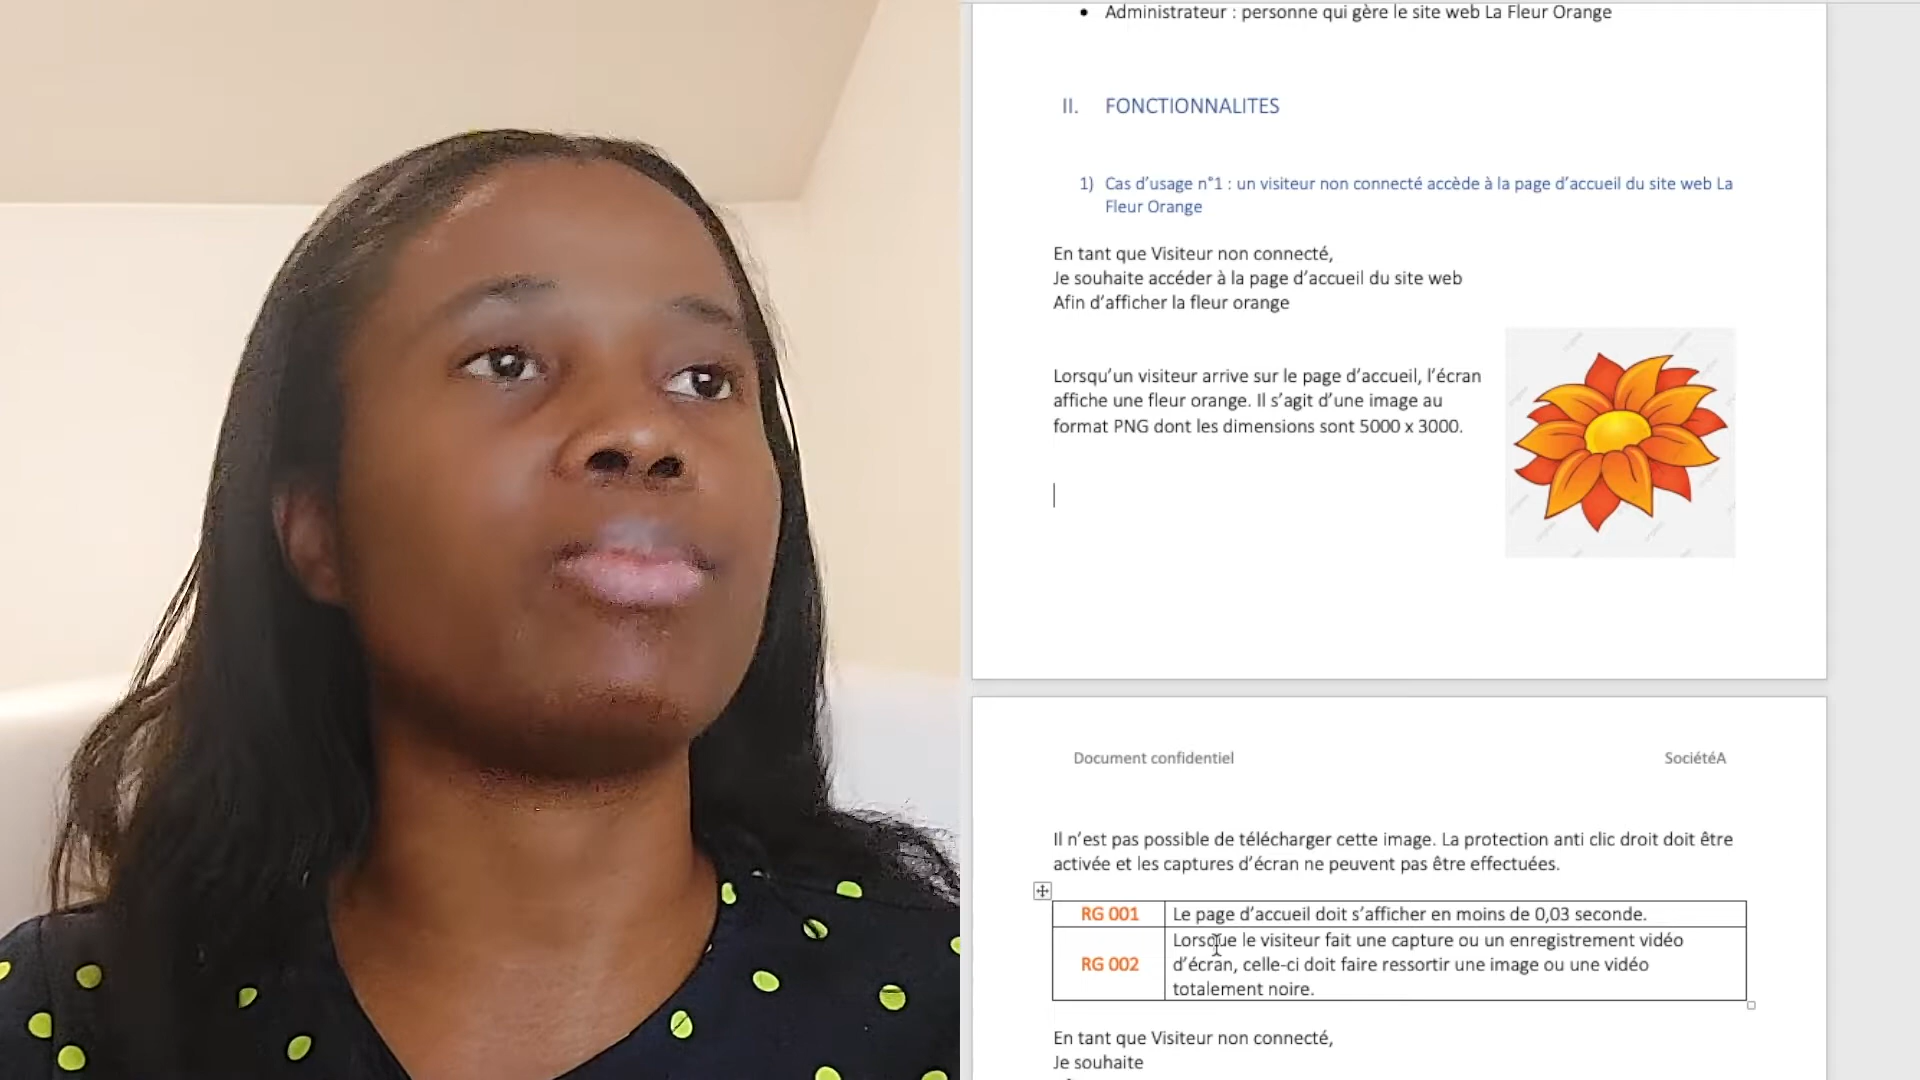 • Administrateur : personne qui gère le site web La Fleur Orange
II. FONCTIONNALITES
1) Cas d'usage n°1 : un visiteur non connecté accède à la page d'accueil du site web La
Fleur Orange
En tant que Visiteur non connecté,
Je souhaite accéder à la page d'accueil du site web
Afin d'afficher la fleur orange
Lorsqu'un visiteur arrive sur le page d'accueil, l'écran
affiche une fleur orange. Il s'agit d'une image au
format PNG dont les dimensions sont 5000 x 3000.
Document confidentiel
SociétéA
Il n'est pas possible de télécharger cette image. La protection anti clic droit doit être
activée et les captures d'écran ne peuvent pas être effectuées.
RG 001 Le page d'accueil doit s'afficher en moins de 0,03 seconde.
RG 002 Lorsque le visiteur fait une capture ou un enregistrement vidéo
d'écran, celle-ci doit faire ressortir une image ou une vidéo
totalement noire.
En tant que Visiteur non connecté,
Je souhaite